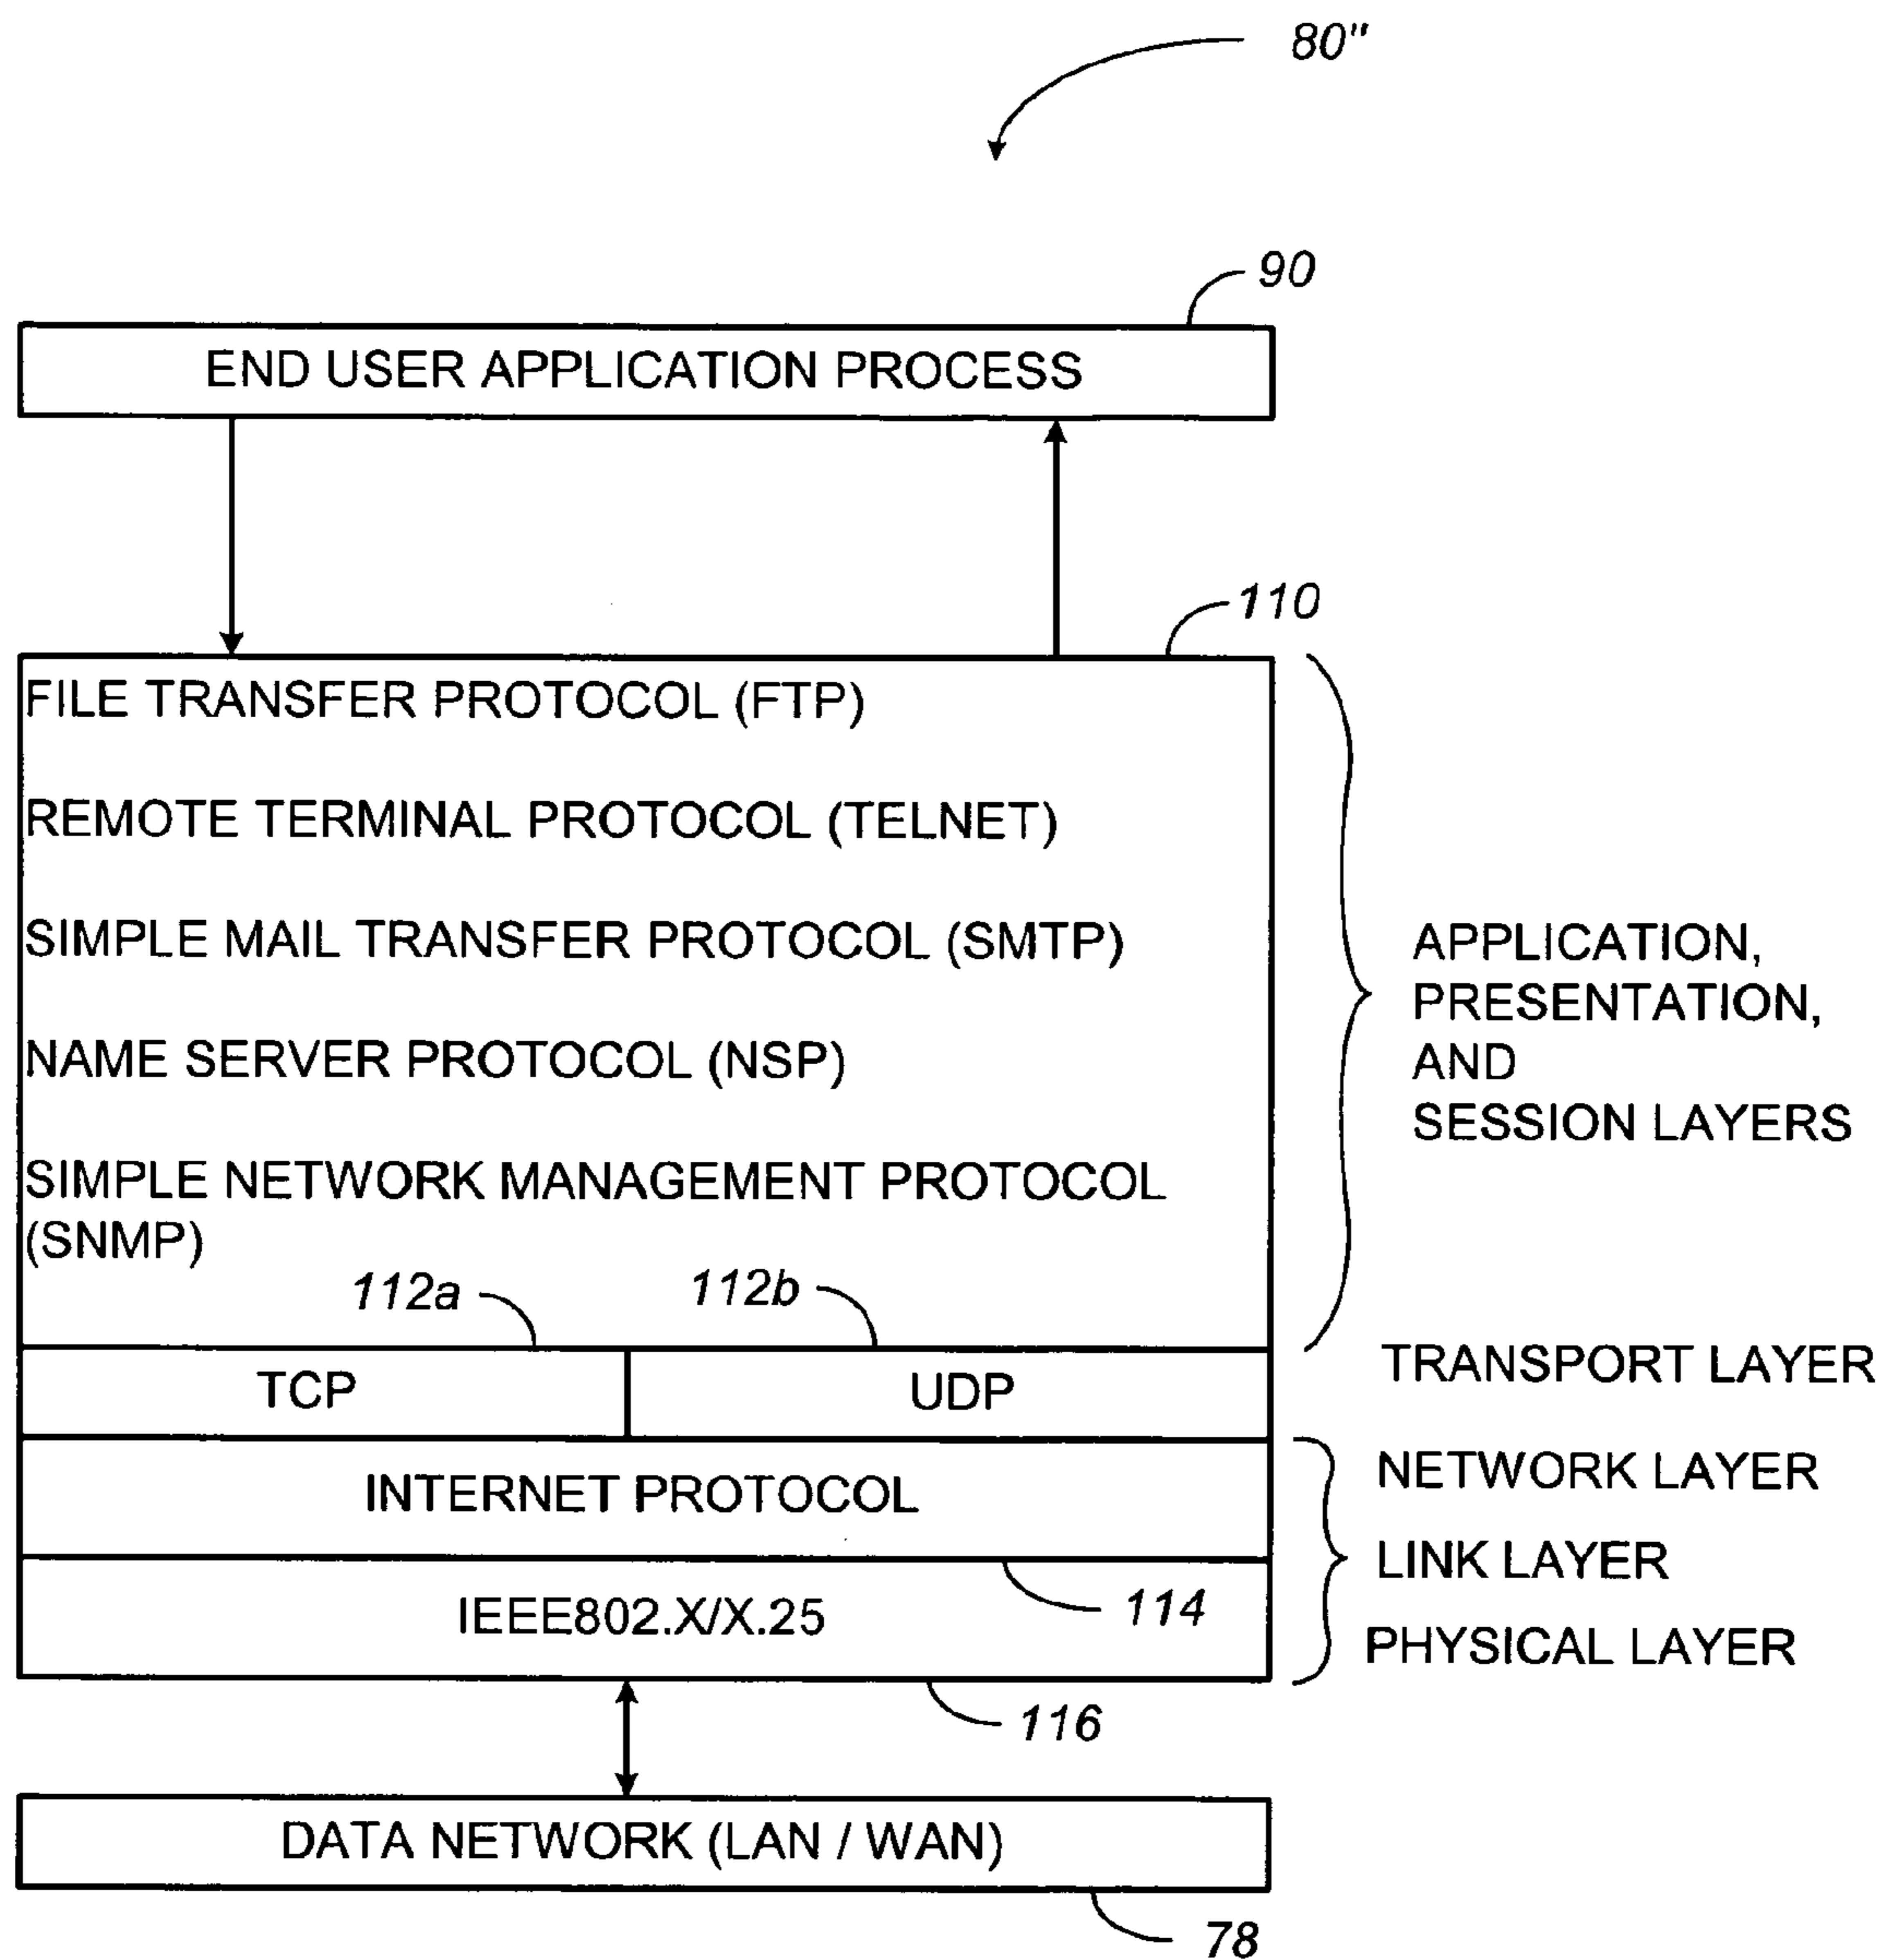 80"
90
END USER APPLICATION PROCESS
110
FILE TRANSFER PROTOCOL (FTP)
REMOTE TERMINAL PROTOCOL (TELNET)
SIMPLE MAIL TRANSFER PROTOCOL (SMTP)
NAME SERVER PROTOCOL (NSP)
SIMPLE NETWORK MANAGEMENT PROTOCOL
(SNMP)
APPLICATION,
PRESENTATION,
AND
SESSION LAYERS
112a
112b
TCP
UDP
TRANSPORT LAYER
INTERNET PROTOCOL
NETWORK LAYER
LINK LAYER
114
IEEE802.X/X.25
PHYSICAL LAYER
116
DATA NETWORK (LAN / WAN)
78